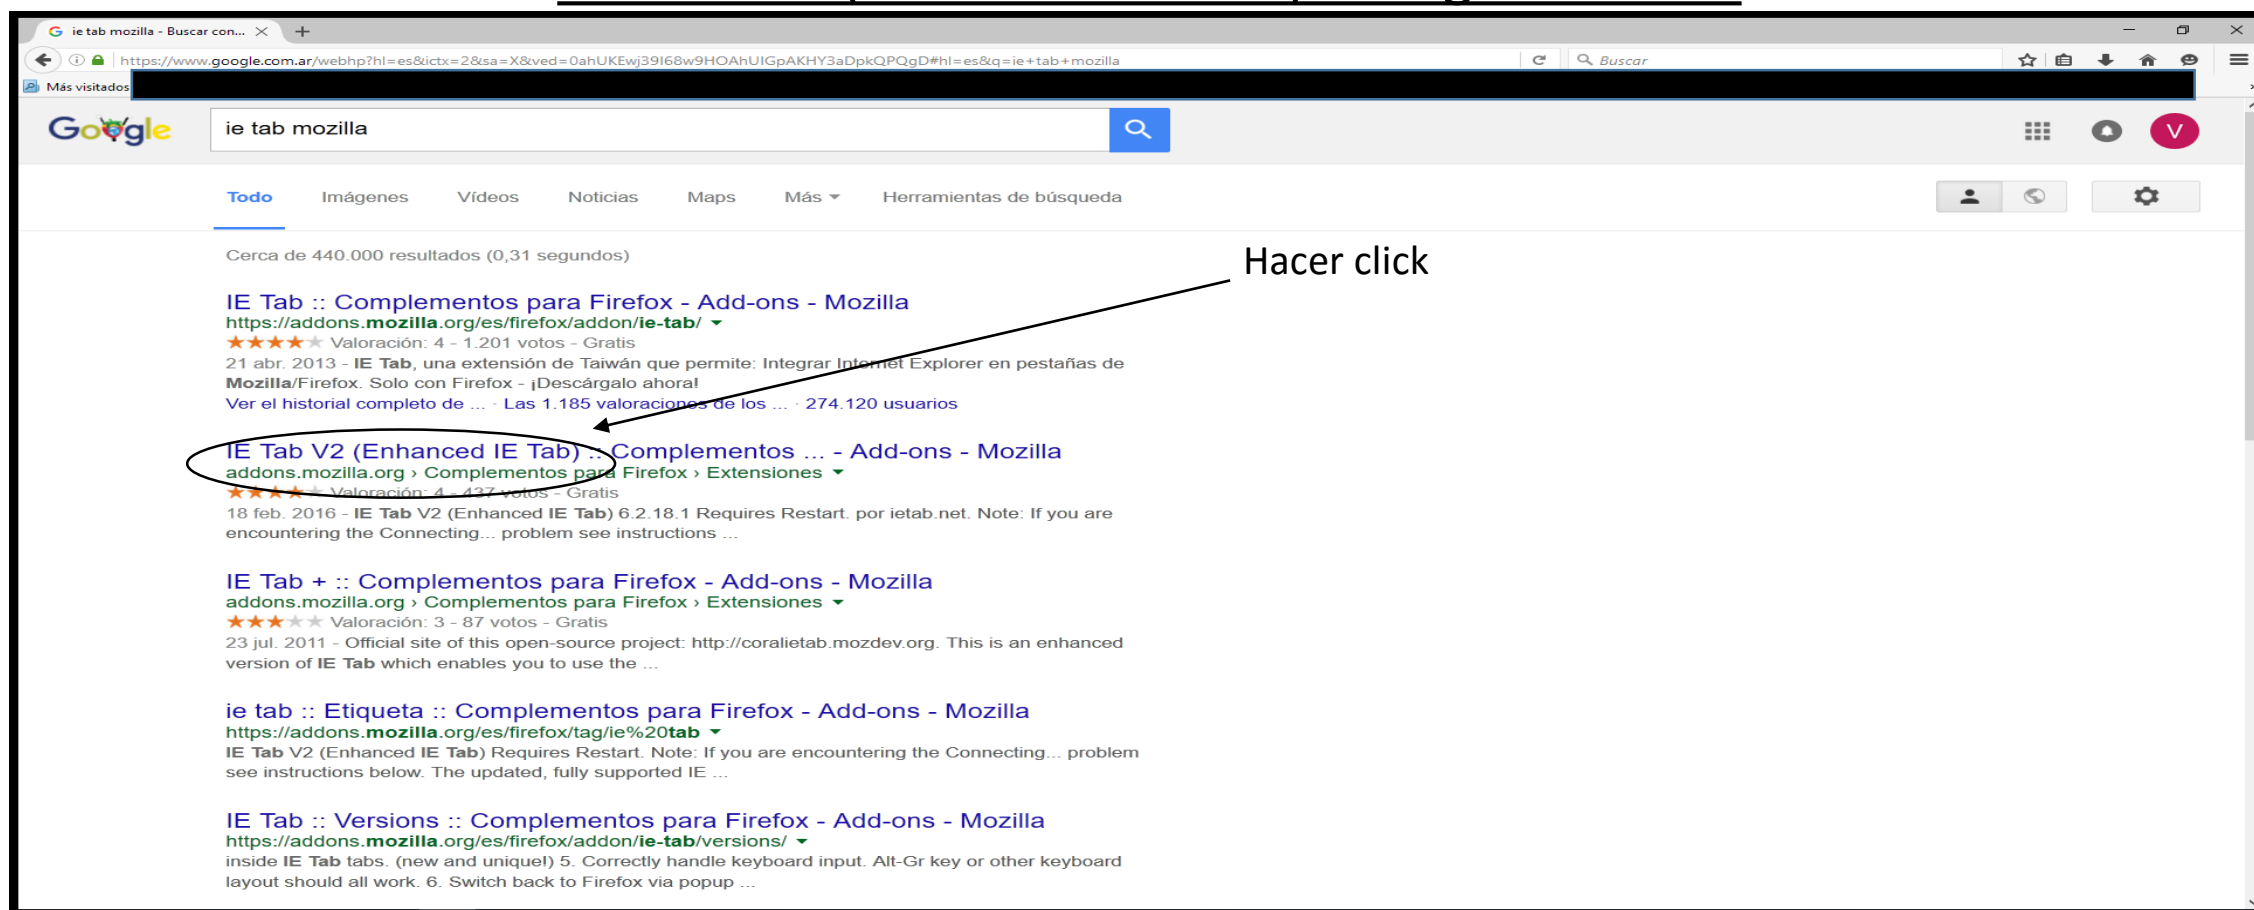 ie tab mozilla - Buscar con...
https://www.google.com.ar/webhp?hl=es&ictx=2&sa=X&ved=0ahUKEwj39I68w9HOAhUIGpAKHY3aDpkQPQgD#hl=es&q=ie+tab+mozilla
Buscar
Más visitados
Google
ie tab mozilla
V
Todo Imágenes Vídeos Noticias Maps Más Herramientas de búsqueda
Cerca de 440.000 resultados (0,31 segundos)
Hacer click
IE Tab :: Complementos para Firefox - Add-ons - Mozilla
https://addons.mozilla.org/es/firefox/addon/ie-tab/
Valoración: 4 - 1.201 votos - Gratis
21 abr. 2013 - IE Tab, una extensión de Taiwán que permite: Integrar Internet Explorer en pestañas de
Mozilla/Firefox. Solo con Firefox - ¡Descárgalo ahora!
Ver el historial completo de ... · Las 1.185 valoraciones de los ... · 274.120 usuarios
IE Tab V2 (Enhanced IE Tab) :: Complementos ... - Add-ons - Mozilla
addons.mozilla.org › Complementos para Firefox › Extensiones
Valoración: 4 - 437 votos - Gratis
18 feb. 2016 - IE Tab V2 (Enhanced IE Tab) 6.2.18.1 Requires Restart. por ietab.net. Note: If you are
encountering the Connecting... problem see instructions ...
IE Tab + :: Complementos para Firefox - Add-ons - Mozilla
addons.mozilla.org › Complementos para Firefox › Extensiones
Valoración: 3 - 87 votos - Gratis
23 jul. 2011 - Official site of this open-source project: http://coralietab.mozdev.org. This is an enhanced
version of IE Tab which enables you to use the ...
ie tab :: Etiqueta :: Complementos para Firefox - Add-ons - Mozilla
https://addons.mozilla.org/es/firefox/tag/ie%20tab
IE Tab V2 (Enhanced IE Tab) Requires Restart. Note: If you are encountering the Connecting... problem
see instructions below. The updated, fully supported IE ...
IE Tab :: Versions :: Complementos para Firefox - Add-ons - Mozilla
https://addons.mozilla.org/es/firefox/addon/ie-tab/versions/
inside IE Tab tabs. (new and unique!) 5. Correctly handle keyboard input. Alt-Gr key or other keyboard
layout should all work. 6. Switch back to Firefox via popup ...